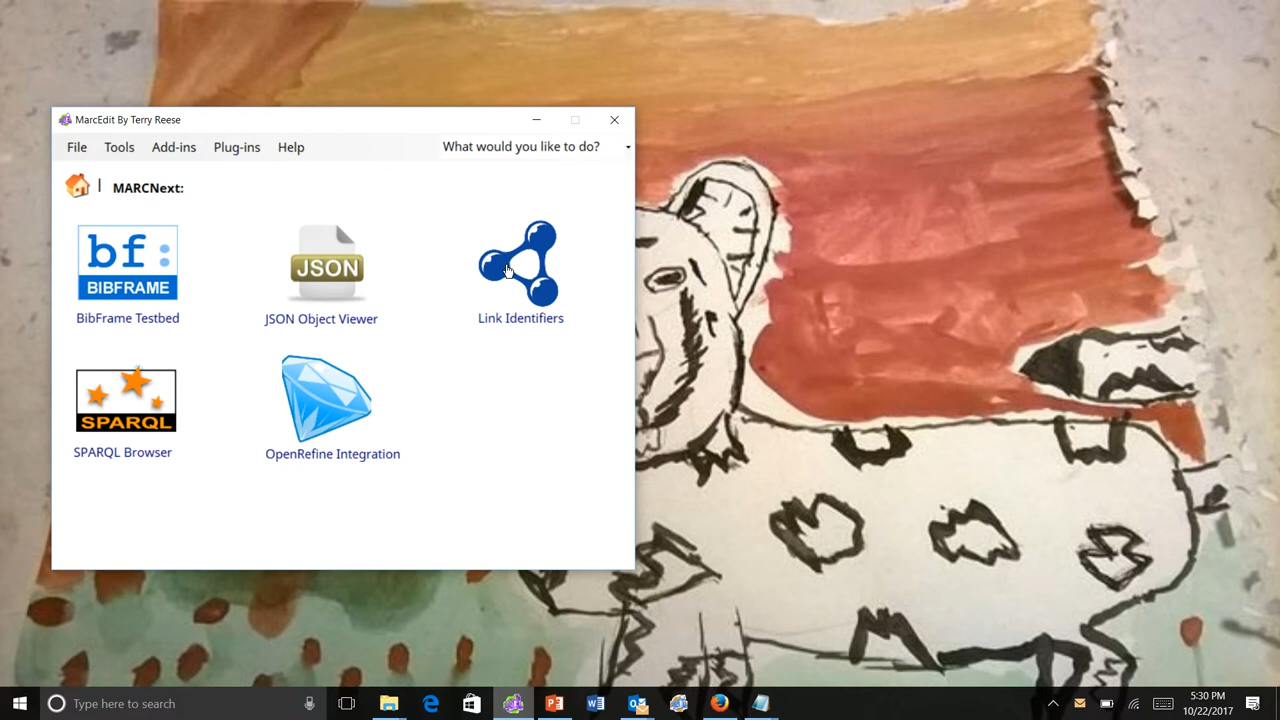 MarcEdit By Terry Reese
File Tools Add-ins Plug-ins Help What would you like to do?
MARCNext:
bf:
BIBFRAME
JSON
BibFrame Testbed JSON Object Viewer Link Identifiers
SPARQL
SPARQL Browser OpenRefine Integration
Type here to search
5:30 PM
10/22/2017